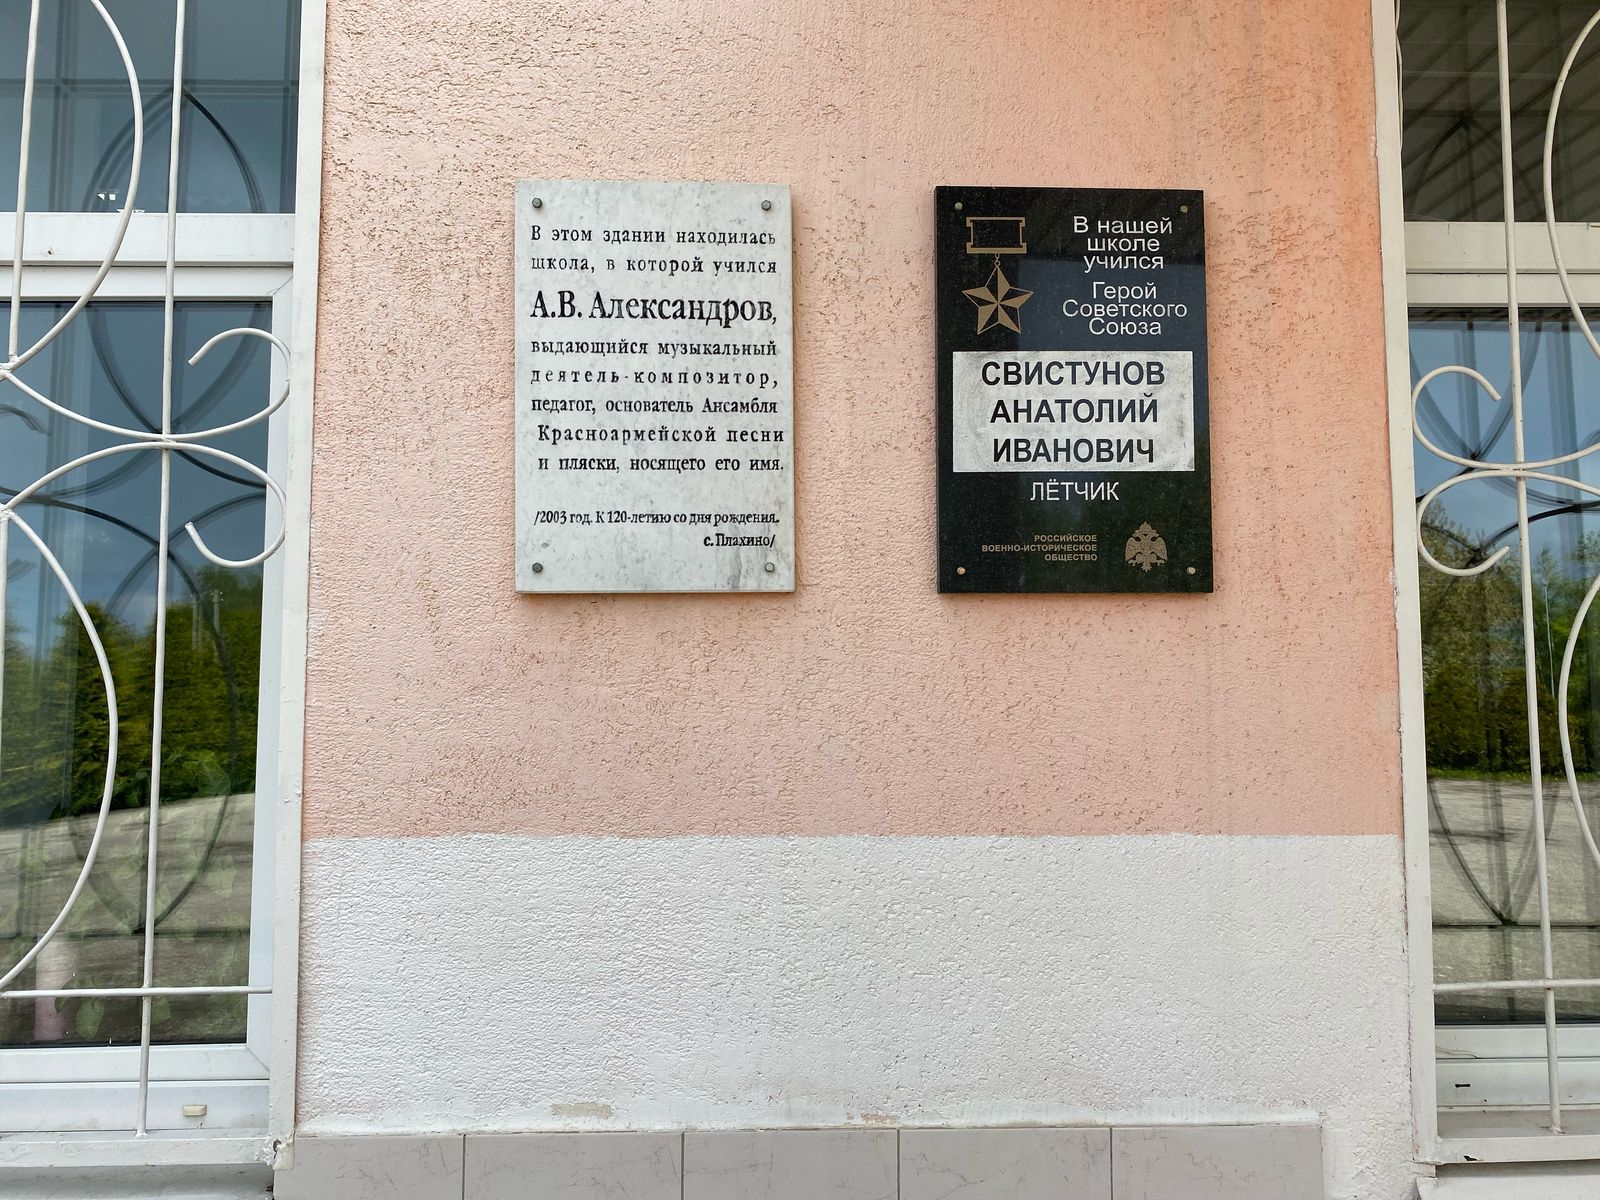 В этом здании находилась
школа, в которой учился
А.В. Александров,
выдающийся музыкальный
деятель-композитор,
педагог, основатель Ансамбля
Красноармейской песни
и пляски, носящего его имя.
/2003 год. К 120-летию со дня рождения.
с. Плахино/
В нашей
школе
учился
Герой
Советского
Союза
СВИСТУНОВ
АНАТОЛИЙ
ИВАНОВИЧ
ЛЁТЧИК
РОССИЙСКОЕ
ВОЕННО-ИСТОРИЧЕСКОЕ
ОБЩЕСТВО